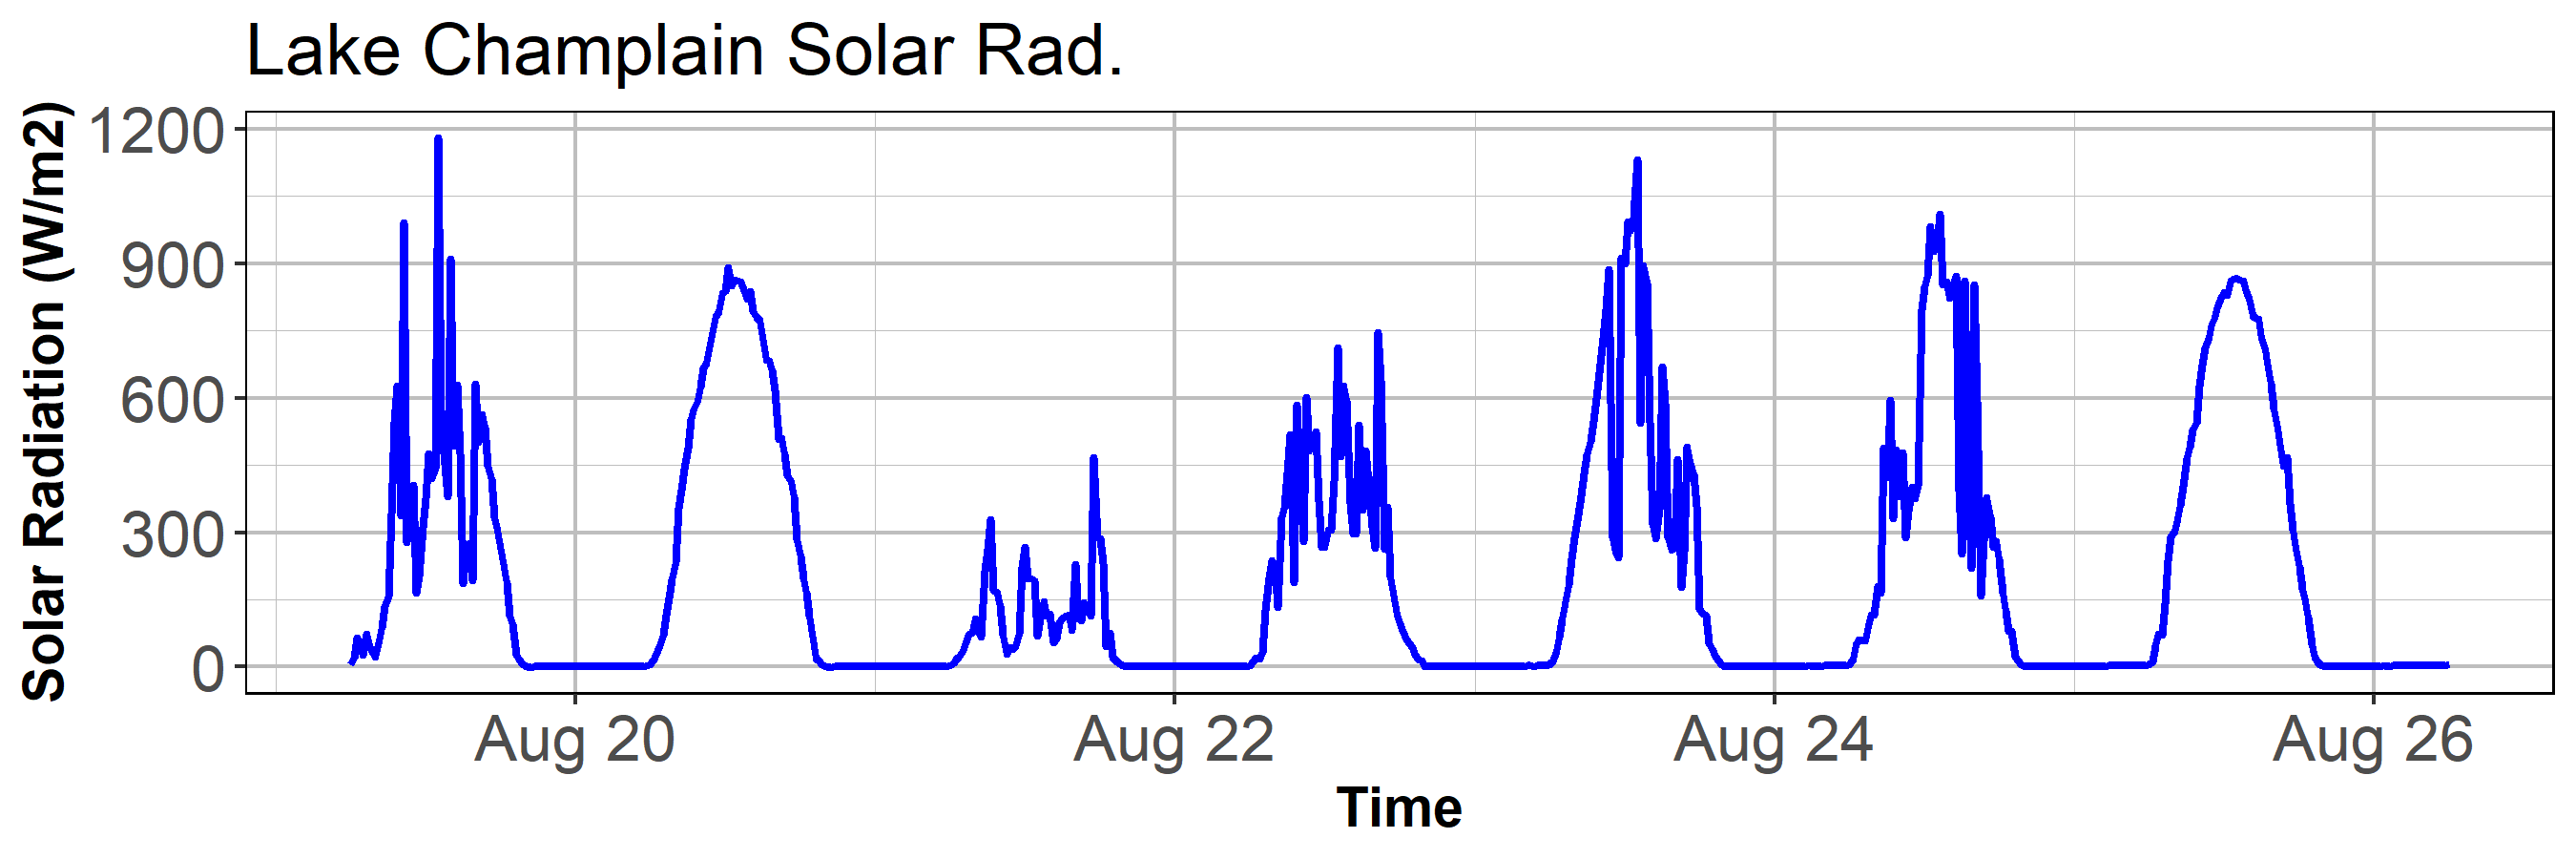 Lake Champlain Solar Rad.
Solar Radiation (W/m2)
1200
900
600
300
0
Aug 20 Aug 22 Aug 24 Aug 26
Time